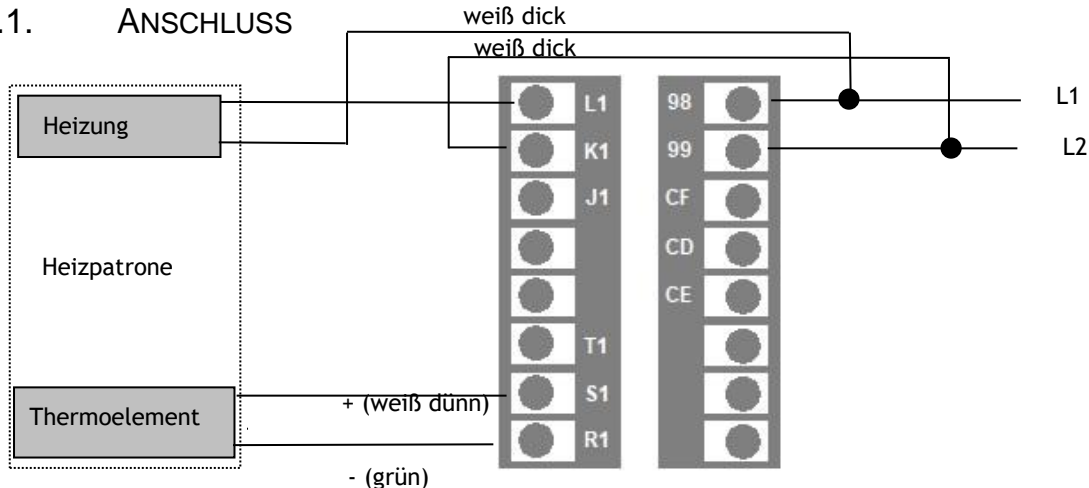 .1. ANSCHLUSS
weiß dick
weiß dick
Heizung
Heizpatrone
Thermoelement
+ (weiß dünn)
- (grün)
L1
K1
J1
T1
S1
R1
98
99
CF
CD
CE
L1
L2